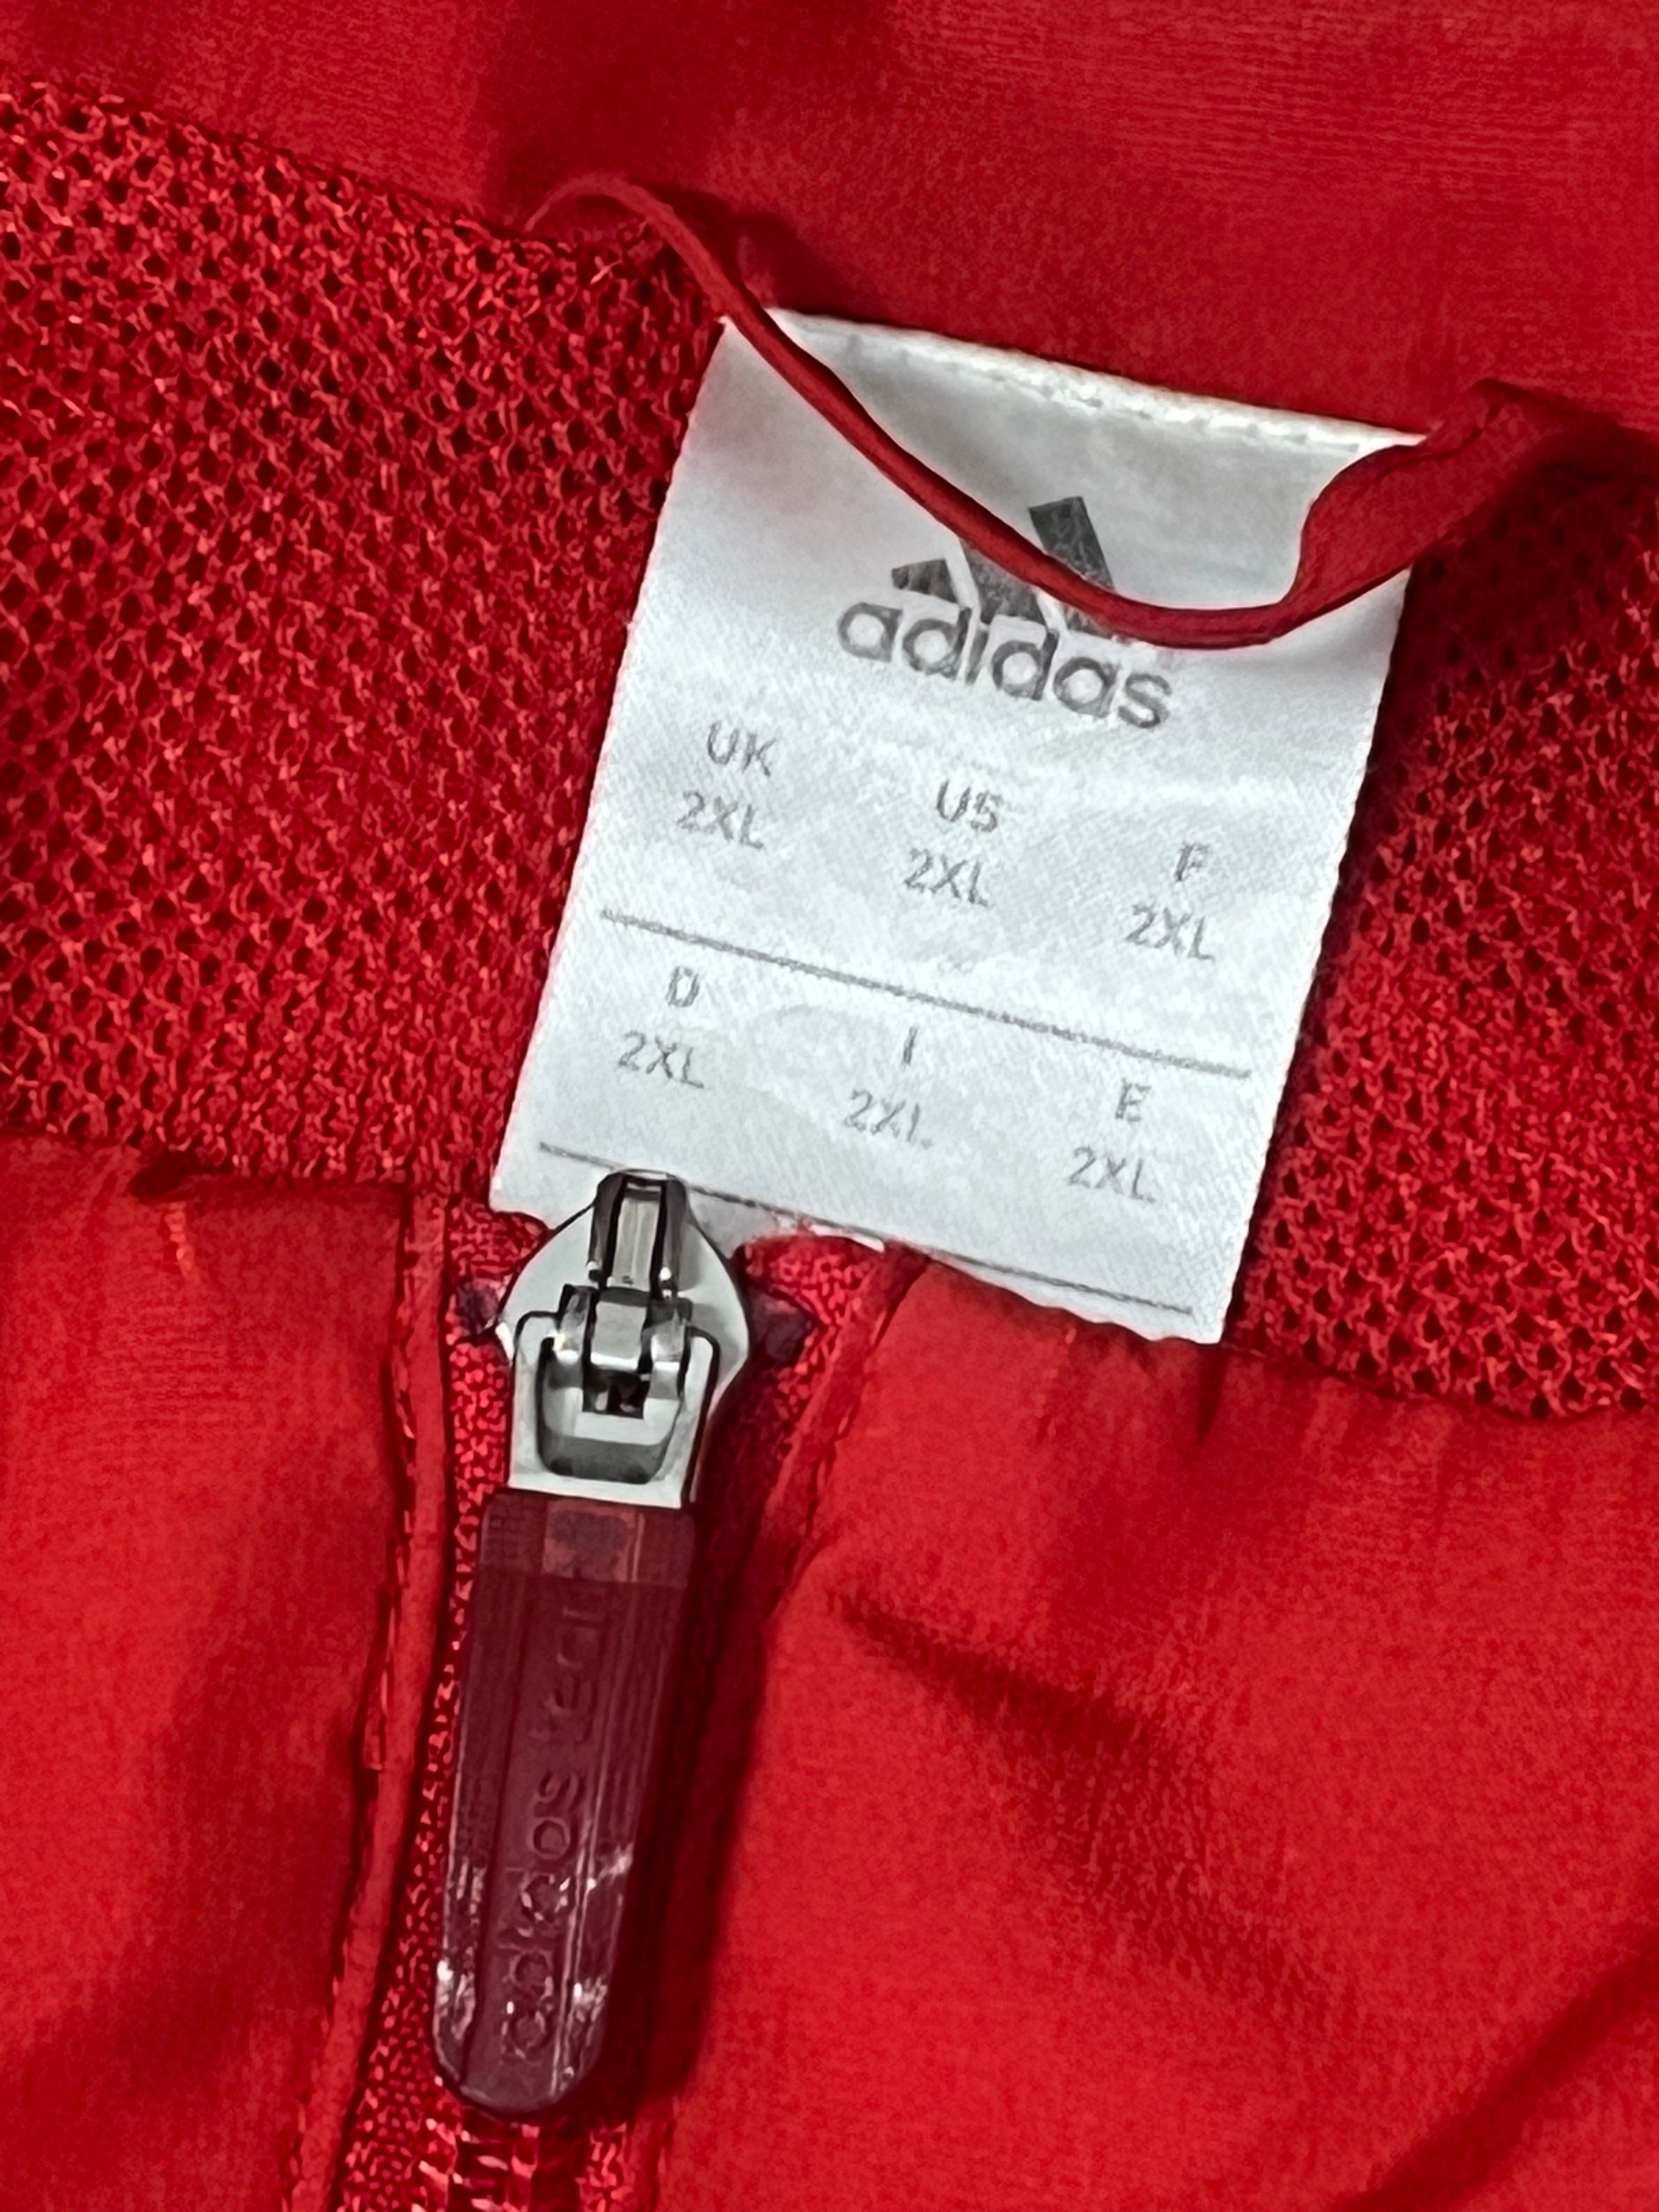 adidas
UK US F
2XL 2XL 2XL
D I E
2XL 2XL 2XL
adidas